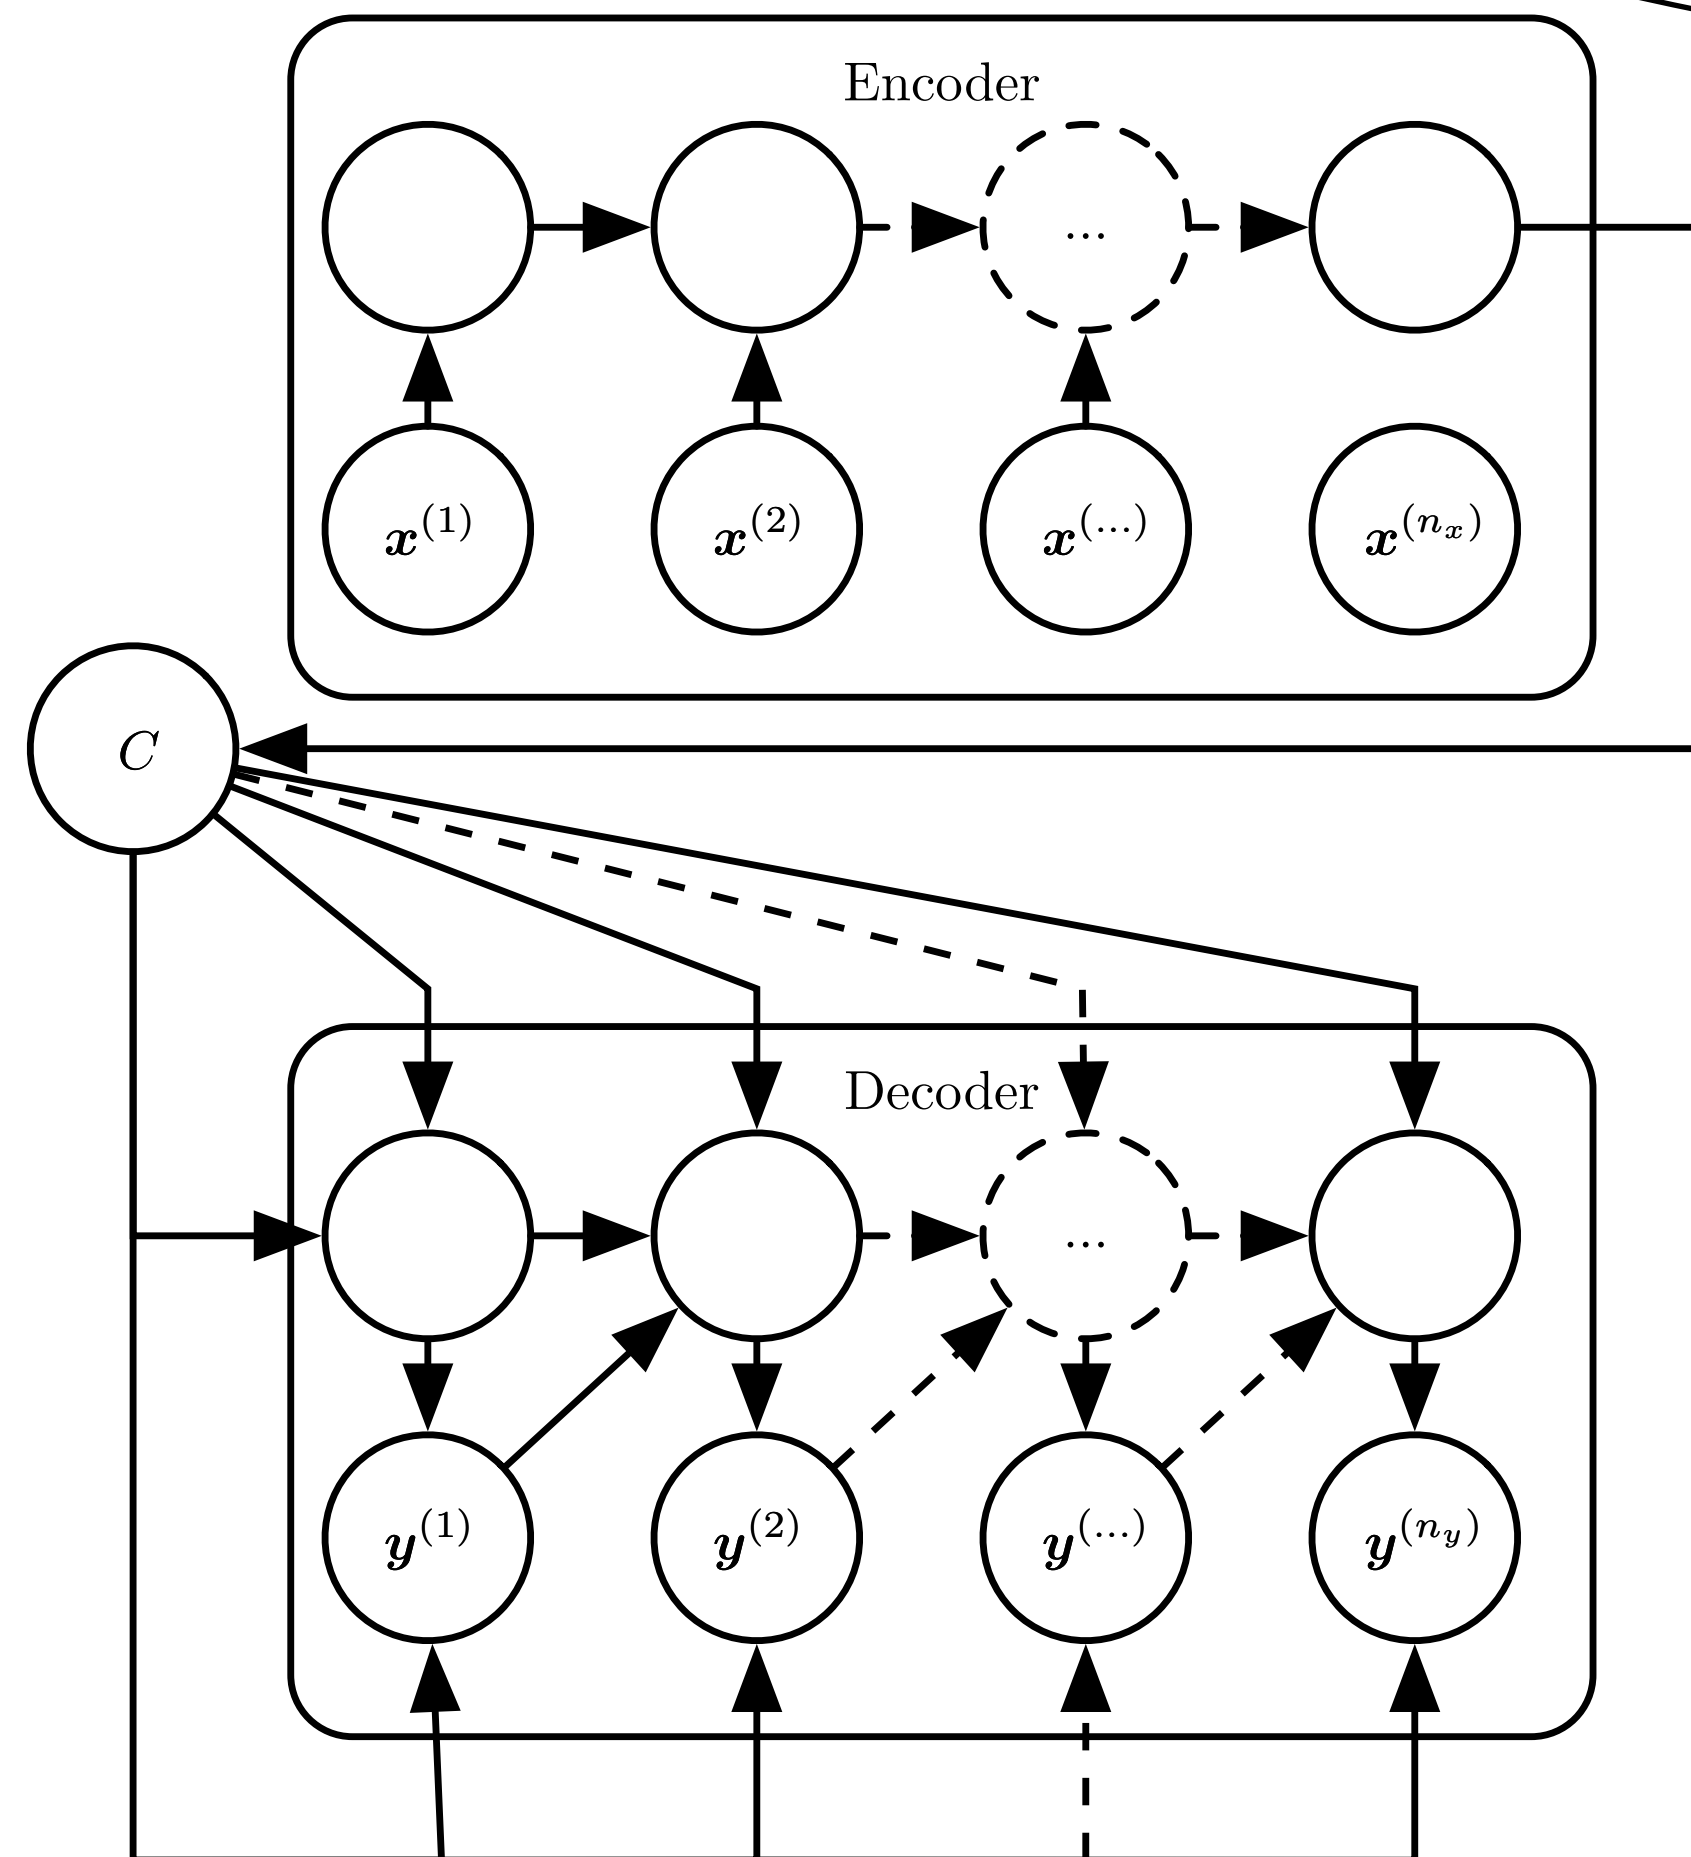 Encoder
...
x^(1) x^(2) x^(...) x^(n_x)
C
Decoder
...
y^(1) y^(2) y^(...) y^(n_y)